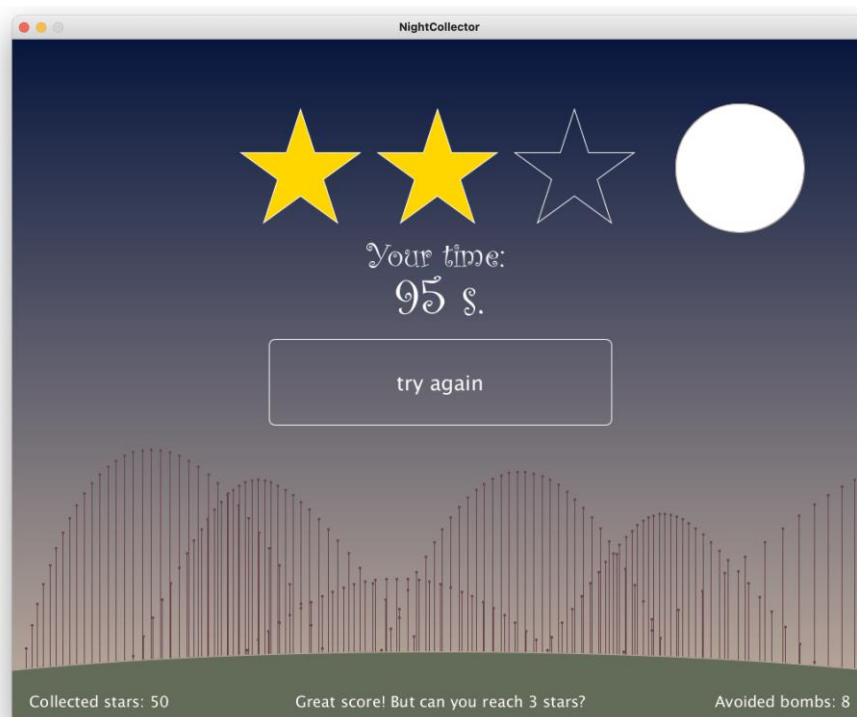 NightCollector
Your time:
95 s.
try again
Collected stars: 50
Great score! But can you reach 3 stars?
Avoided bombs: 8